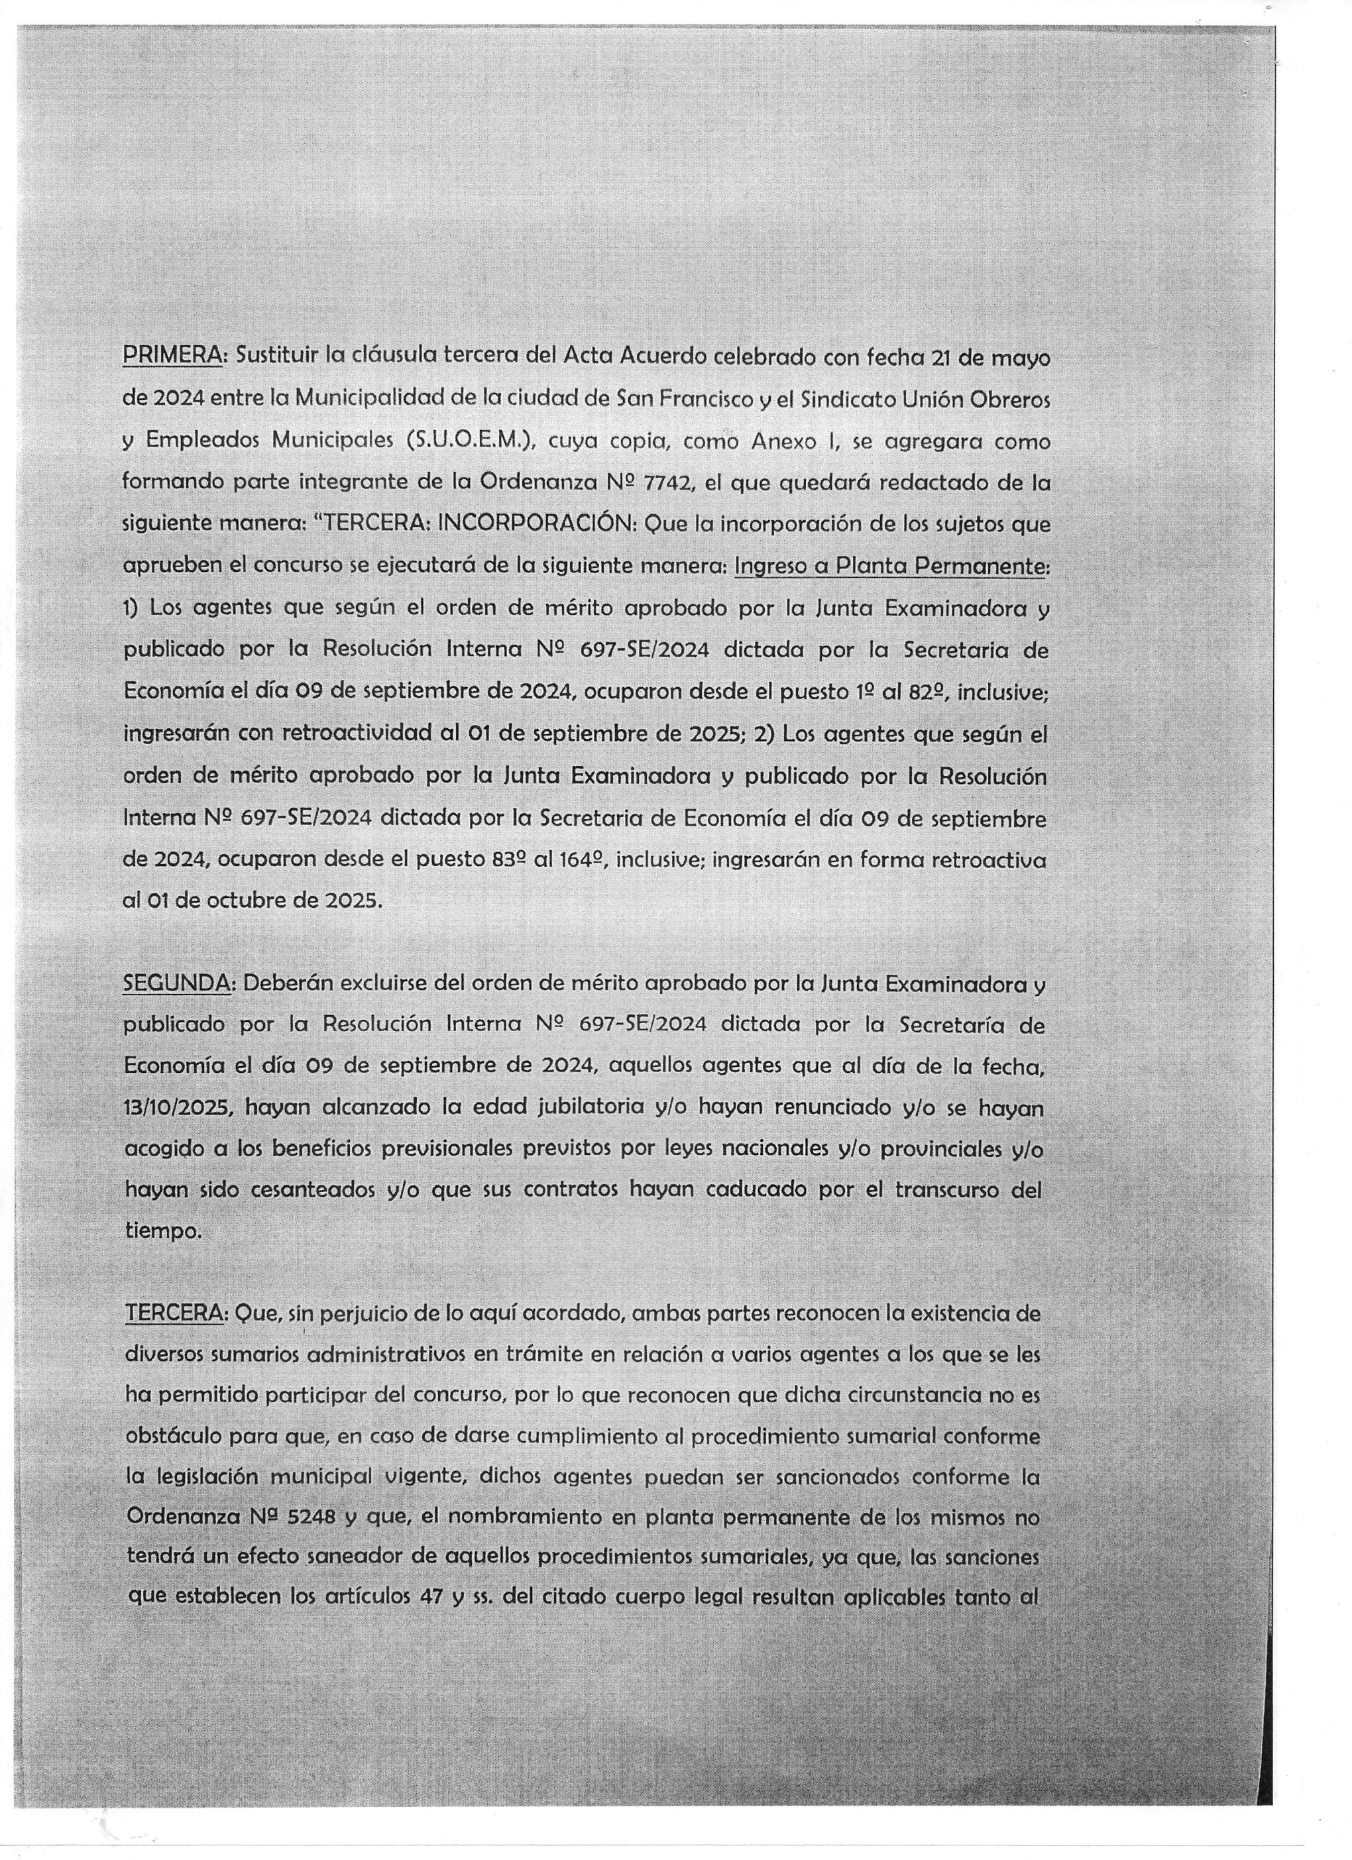 PRIMERA: Sustituir la cláusula tercera del Acta Acuerdo celebrado con fecha 21 de mayo
de 2024 entre la Municipalidad de la ciudad de San Francisco y el Sindicato Unión Obreros
y Empleados Municipales (S.U.O.E.M.), cuya copia, como Anexo I, se agregara como
formando parte integrante de la Ordenanza Nº 7742, el que quedará redactado de la
siguiente manera: "TERCERA: INCORPORACIÓN: Que la incorporación de los sujetos que
aprueben el concurso se ejecutará de la siguiente manera: Ingreso a Planta Permanente:
1) Los agentes que según el orden de mérito aprobado por la Junta Examinadora y
publicado por la Resolución Interna Nº 697-SE/2024 dictada por la Secretaria de
Economía el día 09 de septiembre de 2024, ocuparon desde el puesto 1º al 82º, inclusive;
ingresarán con retroactividad al 01 de septiembre de 2025; 2) Los agentes que según el
orden de mérito aprobado por la Junta Examinadora y publicado por la Resolución
Interna Nº 697-SE/2024 dictada por la Secretaria de Economía el día 09 de septiembre
de 2024, ocuparon desde el puesto 83º al 164º, inclusive; ingresarán en forma retroactiva
al 01 de octubre de 2025.
SEGUNDA: Deberán excluirse del orden de mérito aprobado por la Junta Examinadora y
publicado por la Resolución Interna Nº 697-SE/2024 dictada por la Secretaría de
Economía el día 09 de septiembre de 2024, aquellos agentes que al día de la fecha,
13/10/2025, hayan alcanzado la edad jubilatoria y/o hayan renunciado y/o se hayan
acogido a los beneficios previsionales previstos por leyes nacionales y/o provinciales y/o
hayan sido cesanteados y/o que sus contratos hayan caducado por el transcurso del
tiempo.
TERCERA: Que, sin perjuicio de lo aquí acordado, ambas partes reconocen la existencia de
diversos sumarios administrativos en trámite en relación a varios agentes a los que se les
ha permitido participar del concurso, por lo que reconocen que dicha circunstancia no es
obstáculo para que, en caso de darse cumplimiento al procedimiento sumarial conforme
la legislación municipal vigente, dichos agentes puedan ser sancionados conforme la
Ordenanza Nª 5248 y que, el nombramiento en planta permanente de los mismos no
tendrá un efecto saneador de aquellos procedimientos sumariales, ya que, las sanciones
que establecen los artículos 47 y ss. del citado cuerpo legal resultan aplicables tanto al